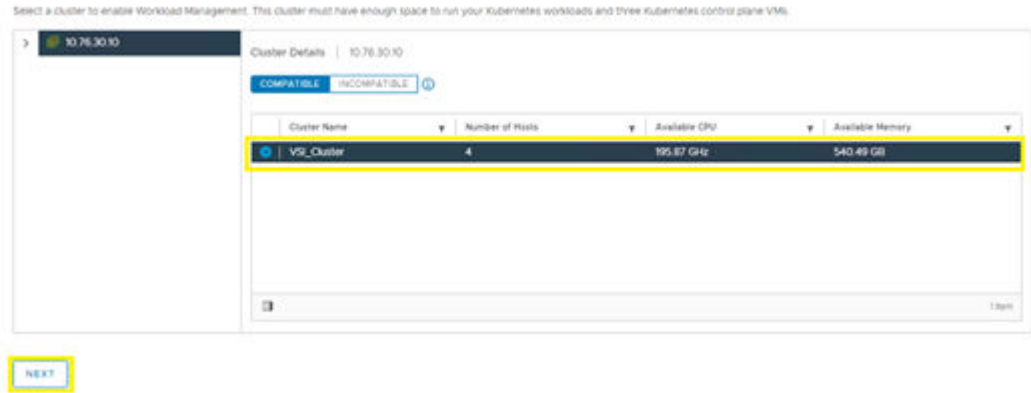 Select a cluster to enable Workload Management. This cluster must have enough space to run your Kubernetes workloads and three Kubernetes control plane VMs.
10.76.30.10
Cluster Details | 10.76.30.10
COMPATIBLE INCOMPATIBLE
Cluster Name Number of Hosts Available CPU Available Memory
VSI_Cluster 4 195.87 GHz 540.49 GB
1 item
NEXT